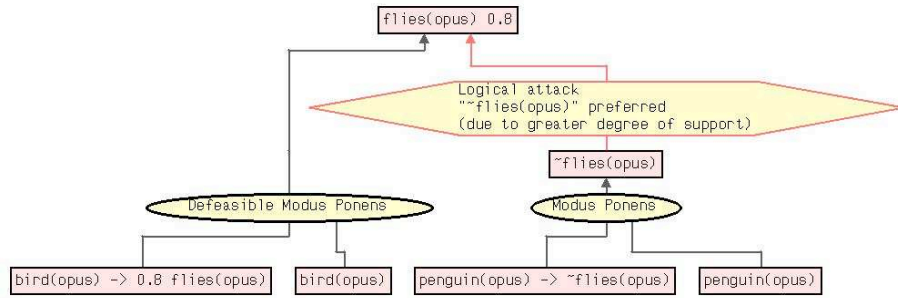 flies(opus) 0.8
Logical attack
"~flies(opus)" preferred
(due to greater degree of support)
~flies(opus)
Defeasible Modus Ponens
Modus Ponens
bird(opus) -> 0.8 flies(opus)
bird(opus)
penguin(opus) -> ~flies(opus)
penguin(opus)